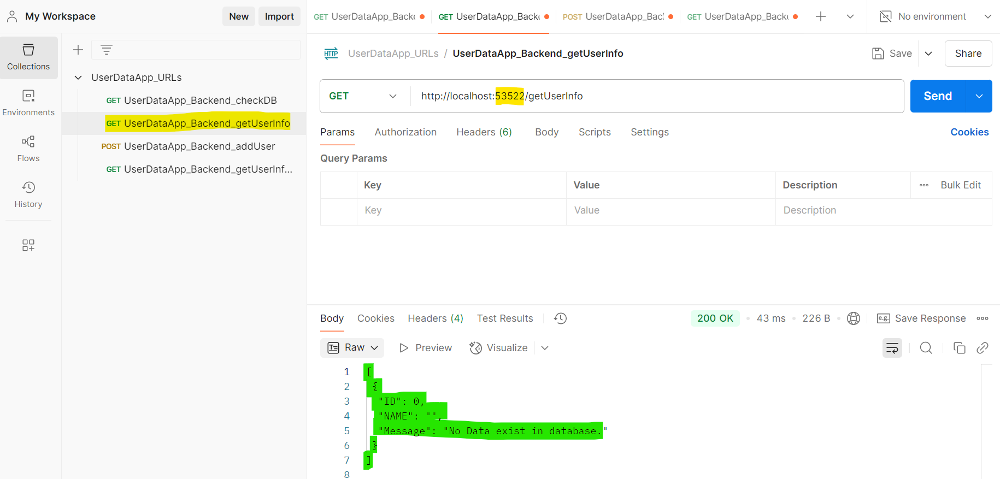 My Workspace
New
Import
GET UserDataApp_Backe
GET UserDataApp_Backe
POST UserDataApp_Bac
GET UserDataApp_Backe
No environment
Collections
Environments
Flows
History
UserDataApp_URLs
GET UserDataApp_Backend_checkDB
GET UserDataApp_Backend_getUserInfo
POST UserDataApp_Backend_addUser
GET UserDataApp_Backend_getUserInf...
HTTP UserDataApp_URLs / UserDataApp_Backend_getUserInfo
Save
Share
GET
http://localhost:53522/getUserInfo
Send
Params Authorization Headers (6) Body Scripts Settings
Cookies
Query Params
Key Value Description Bulk Edit
Key Value Description
Body Cookies Headers (4) Test Results
200 OK • 43 ms • 226 B •
e.g. Save Response
Raw Preview Visualize
1 [
2 {
3 "ID": 0,
4 "NAME": "",
5 "Message": "No Data exist in database."
6 }
7 ]
8